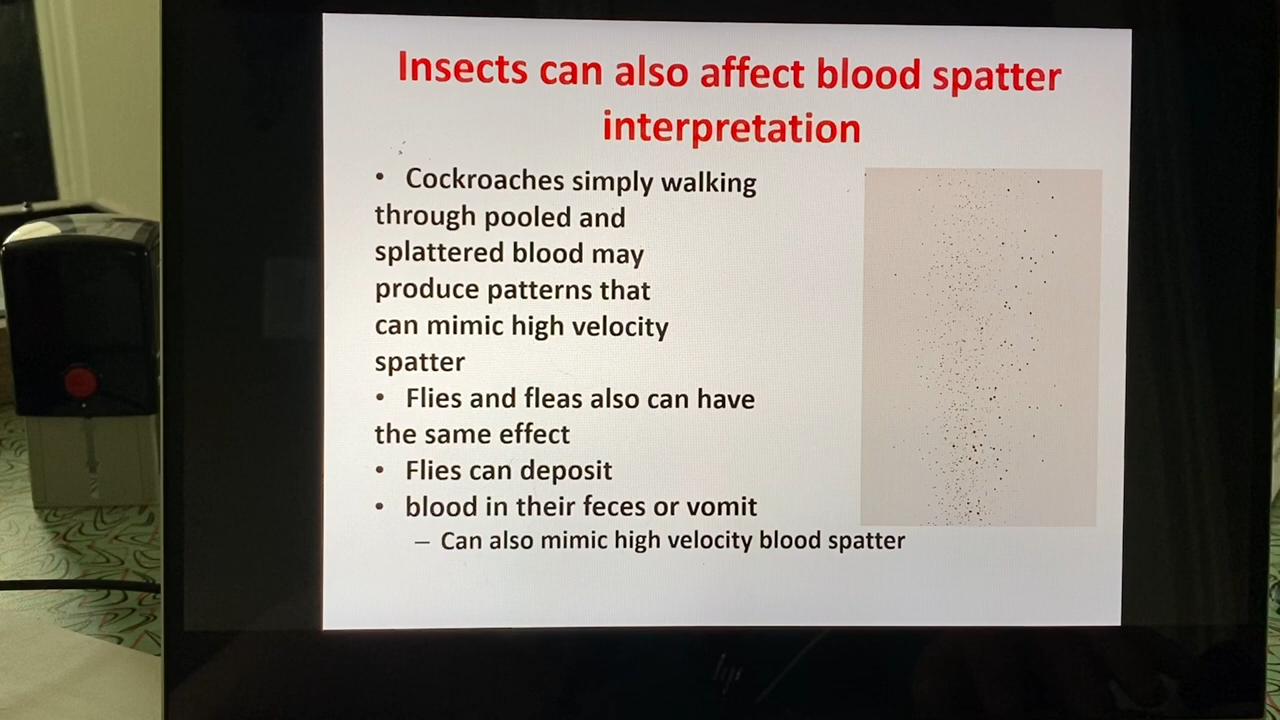 Insects can also affect blood spatter
interpretation
• Cockroaches simply walking
through pooled and
splattered blood may
produce patterns that
can mimic high velocity
spatter
• Flies and fleas also can have
the same effect
• Flies can deposit
• blood in their feces or vomit
– Can also mimic high velocity blood spatter
hp